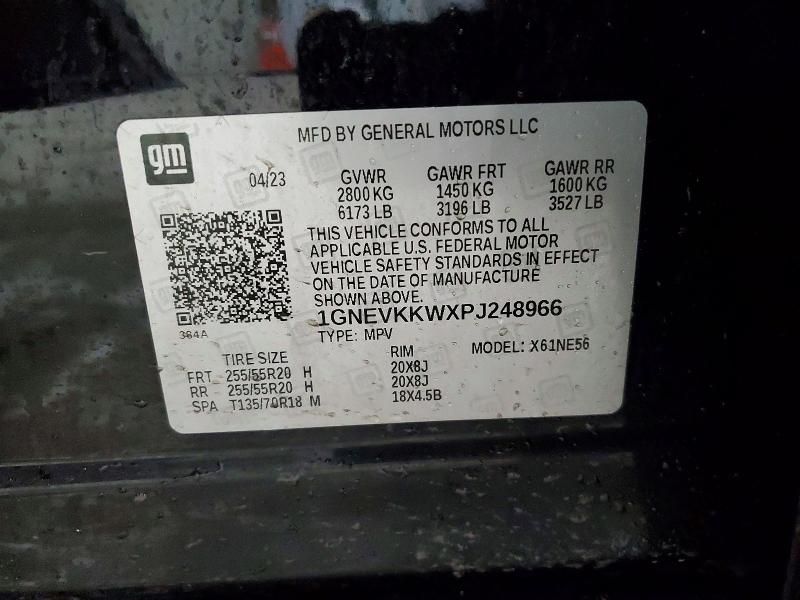 gm
MFD BY GENERAL MOTORS LLC
04/23 GVWR GAWR FRT GAWR RR
2800 KG 1450 KG 1600 KG
6173 LB 3196 LB 3527 LB
THIS VEHICLE CONFORMS TO ALL
APPLICABLE U.S. FEDERAL MOTOR
VEHICLE SAFETY STANDARDS IN EFFECT
ON THE DATE OF MANUFACTURE
SHOWN ABOVE.
1GNEVKKWXPJ248966
364A
TYPE: MPV MODEL: X61NE56
TIRE SIZE RIM
FRT 255/55R20 H 20X8J
RR 255/55R20 H 20X8J
SPA T135/70R18 M 18X4.5B